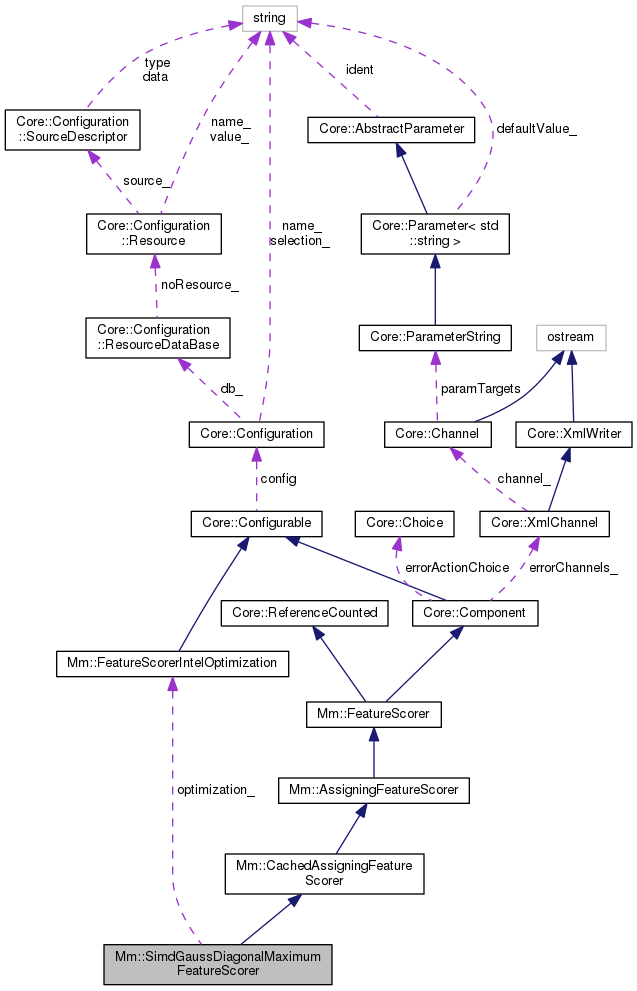 string
type
data
ident
Core::Configuration
::SourceDescriptor
name_
value_
Core::AbstractParameter
defaultValue_
source_
Core::Configuration
::Resource
name_
selection_
Core::Parameter< std
::string >
noResource_
Core::Configuration
::ResourceDataBase
Core::ParameterString
ostream
db_
paramTargets
Core::Configuration
Core::Channel
Core::XmlWriter
config
channel_
Core::Configurable
Core::Choice
Core::XmlChannel
errorActionChoice
errorChannels_
Core::ReferenceCounted
Core::Component
Mm::FeatureScorerIntelOptimization
Mm::FeatureScorer
optimization_
Mm::AssigningFeatureScorer
Mm::CachedAssigningFeature
Scorer
Mm::SimdGaussDiagonalMaximum
FeatureScorer